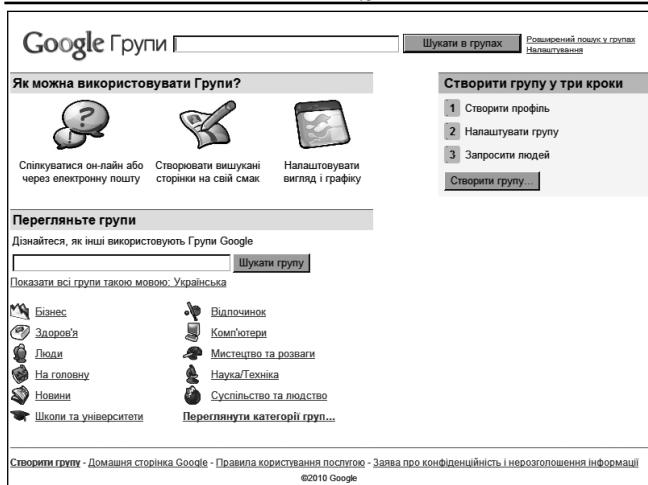 Google Групи
Шукати в групах
Розширений пошук у групах
Налаштування
Як можна використовувати Групи?
Спілкуватися он-лайн або через електронну пошту
Створювати вишукані сторінки на свій смак
Налаштовувати вигляд і графіку
Створити групу у три кроки
1 Створити профіль
2 Налаштувати групу
3 Запросити людей
Створити групу...
Перегляньте групи
Дізнайтеся, як інші використовують Групи Google
Шукати групу
Показати всі групи такою мовою: Українська
Бізнес
Відпочинок
Здоров'я
Комп'ютери
Люди
Мистецтво та розваги
На головну
Наука/Техніка
Новини
Суспільство та людство
Школи та університети
Переглянути категорії груп...
Створити групу - Домашня сторінка Google - Правила користування послугою - Заява про конфіденційність і нерозголошення інформації
©2010 Google